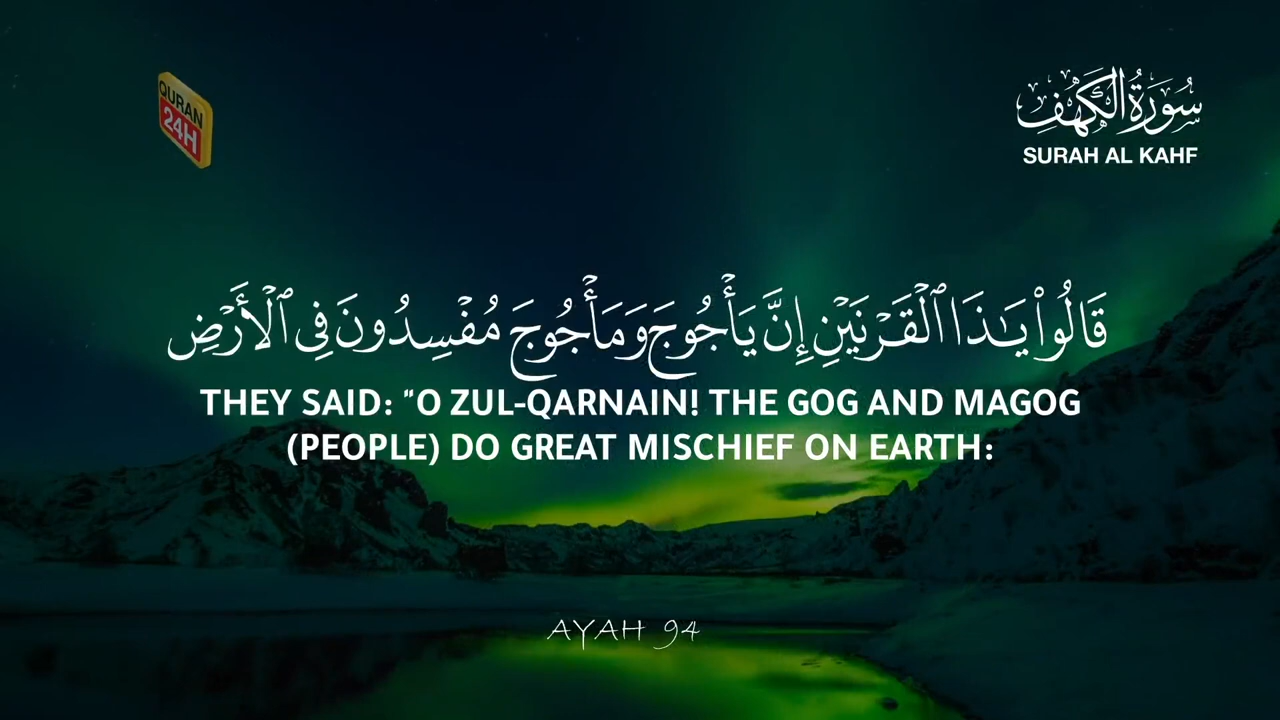 QURAN
24H
سُورَةُ الكَهْفِ
SURAH AL KAHF
قَالُوا۟ يَـٰذَا ٱلْقَرْنَيْنِ إِنَّ يَأْجُوجَ وَمَأْجُوجَ مُفْسِدُونَ فِى ٱلْأَرْضِ
THEY SAID: "O ZUL-QARNAIN! THE GOG AND MAGOG
(PEOPLE) DO GREAT MISCHIEF ON EARTH:
AYAH 94